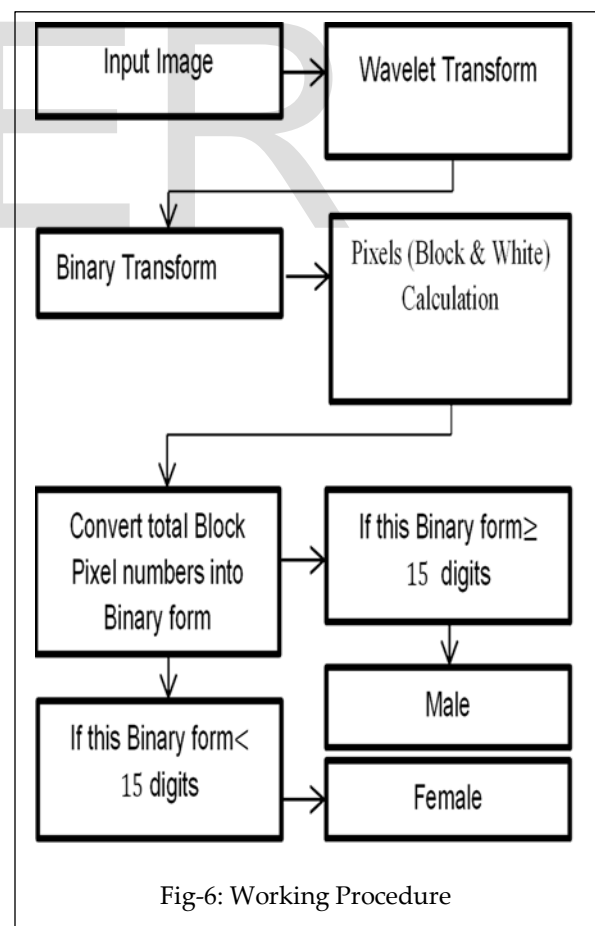 Input Image
Wavelet Transform
Binary Transform
Pixels (Block & White)
Calculation
Convert total Block
Pixel numbers into
Binary form
If this Binary form≥
15 digits
Male
If this Binary form<
15 digits
Female
Fig-6: Working Procedure